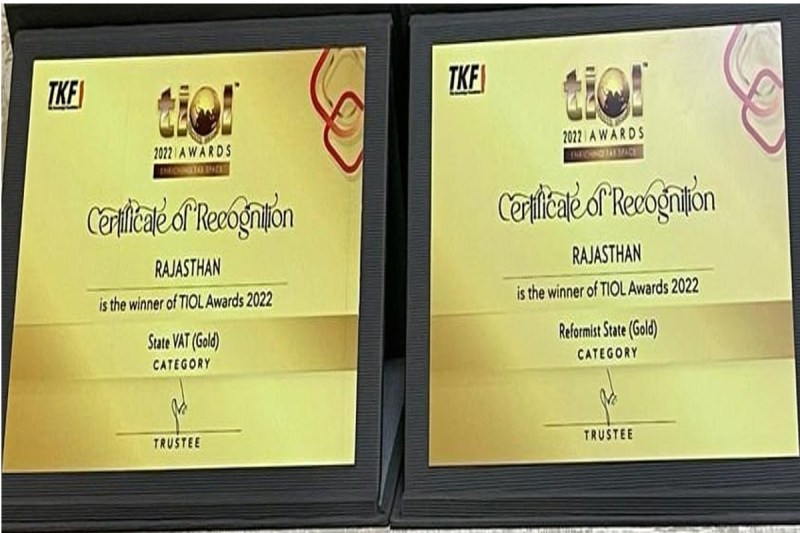 TKF
tiol
2022 AWARDS
ENRICHING TAX SPACE
Certificate of Recognition
RAJASTHAN
is the winner of TIOL Awards 2022
State VAT (Gold)
CATEGORY
TRUSTEE
TKF
tiol
2022 AWARDS
ENRICHING TAX SPACE
Certificate of Recognition
RAJASTHAN
is the winner of TIOL Awards 2022
Reformist State (Gold)
CATEGORY
TRUSTEE